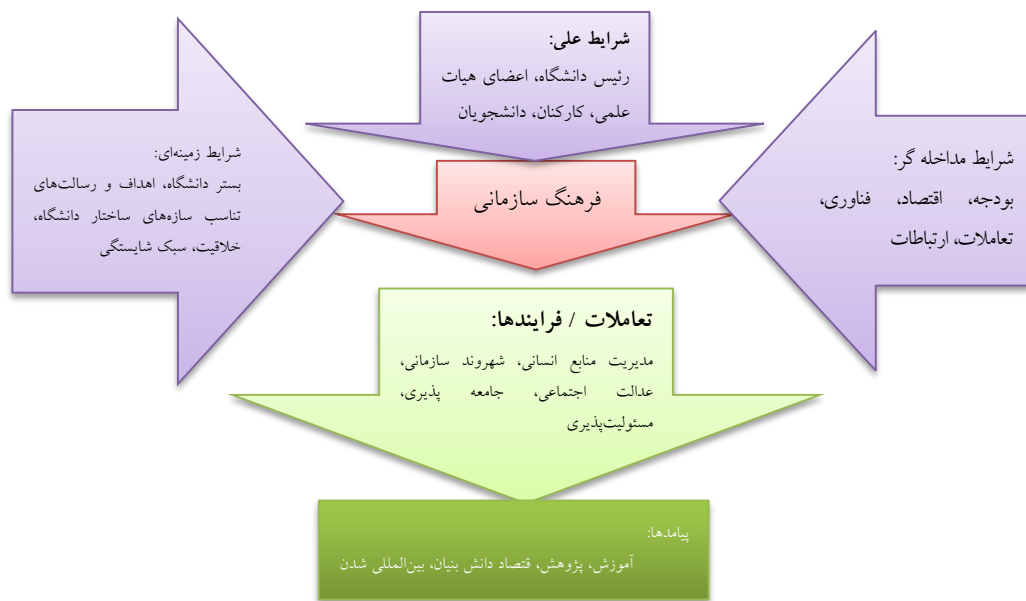 شرایط علی:
رئیس دانشگاه، اعضای هیات
علمی، کارکنان، دانشجویان
شرایط مداخله گر:
بودجه، اقتصاد، فناوری،
تعاملات، ارتباطات
شرایط زمینه‌ای:
بستر دانشگاه، اهداف و رسالت‌های
تناسب سازه‌های ساختار دانشگاه،
خلاقیت، سبک شایستگی
فرهنگ سازمانی
تعاملات / فرایندها:
مدیریت منابع انسانی، شهروند سازمانی،
عدالت اجتماعی، جامعه پذیری،
مسئولیت‌پذیری
پیامدها:
آموزش، پژوهش، قتصاد دانش بنیان، بین‌المللی شدن